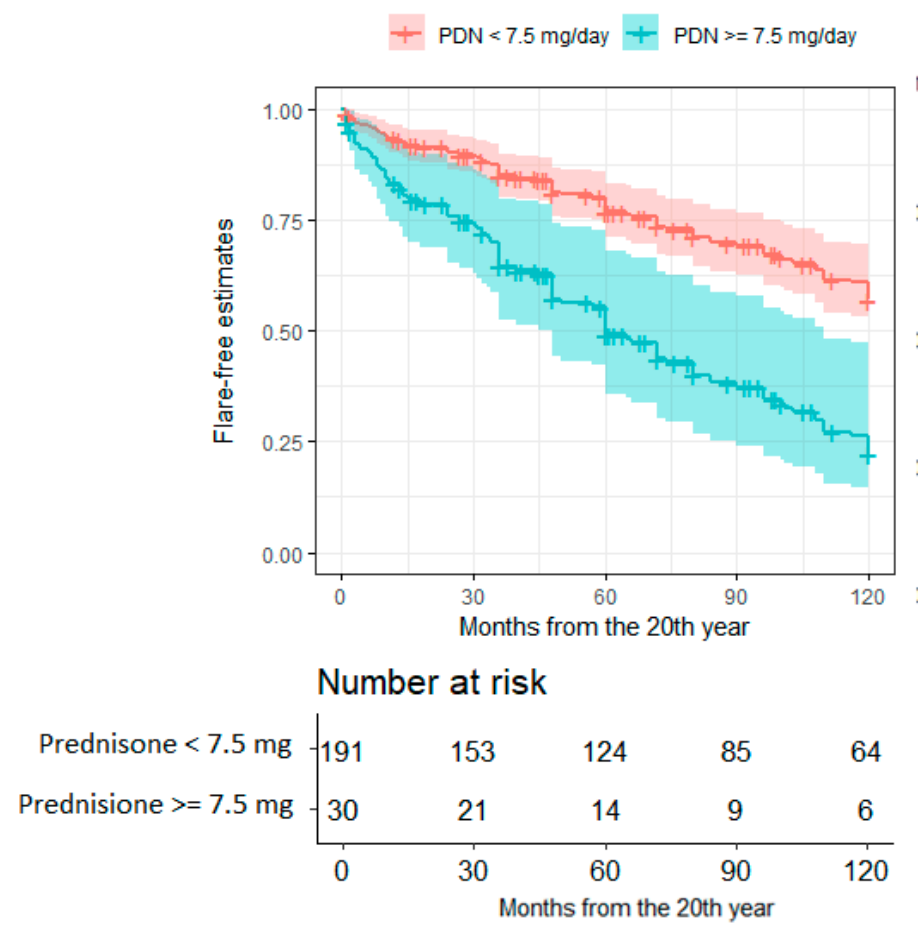 PDN < 7.5 mg/day PDN >= 7.5 mg/day
Flare-free estimates
1.00
0.75
0.50
0.25
0.00
0 30 60 90 120
Months from the 20th year
Number at risk
Prednisone < 7.5 mg 191 153 124 85 64
Prednisione >= 7.5 mg 30 21 14 9 6
0 30 60 90 120
Months from the 20th year